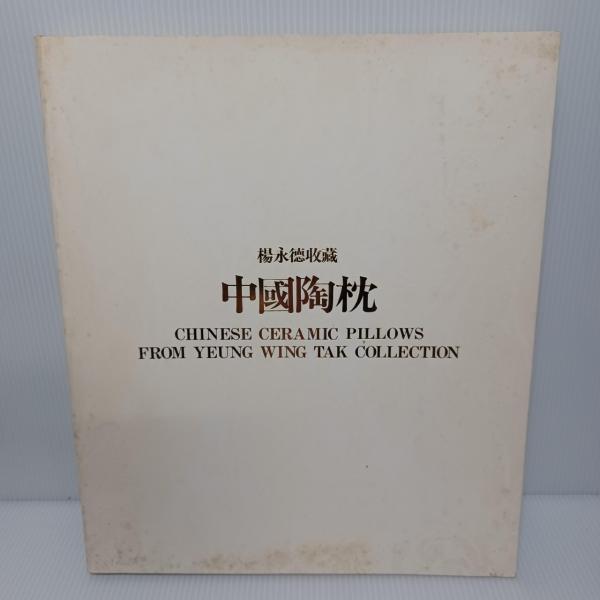 楊永德收藏
中國陶枕
CHINESE CERAMIC PILLOWS
FROM YEUNG WING TAK COLLECTION